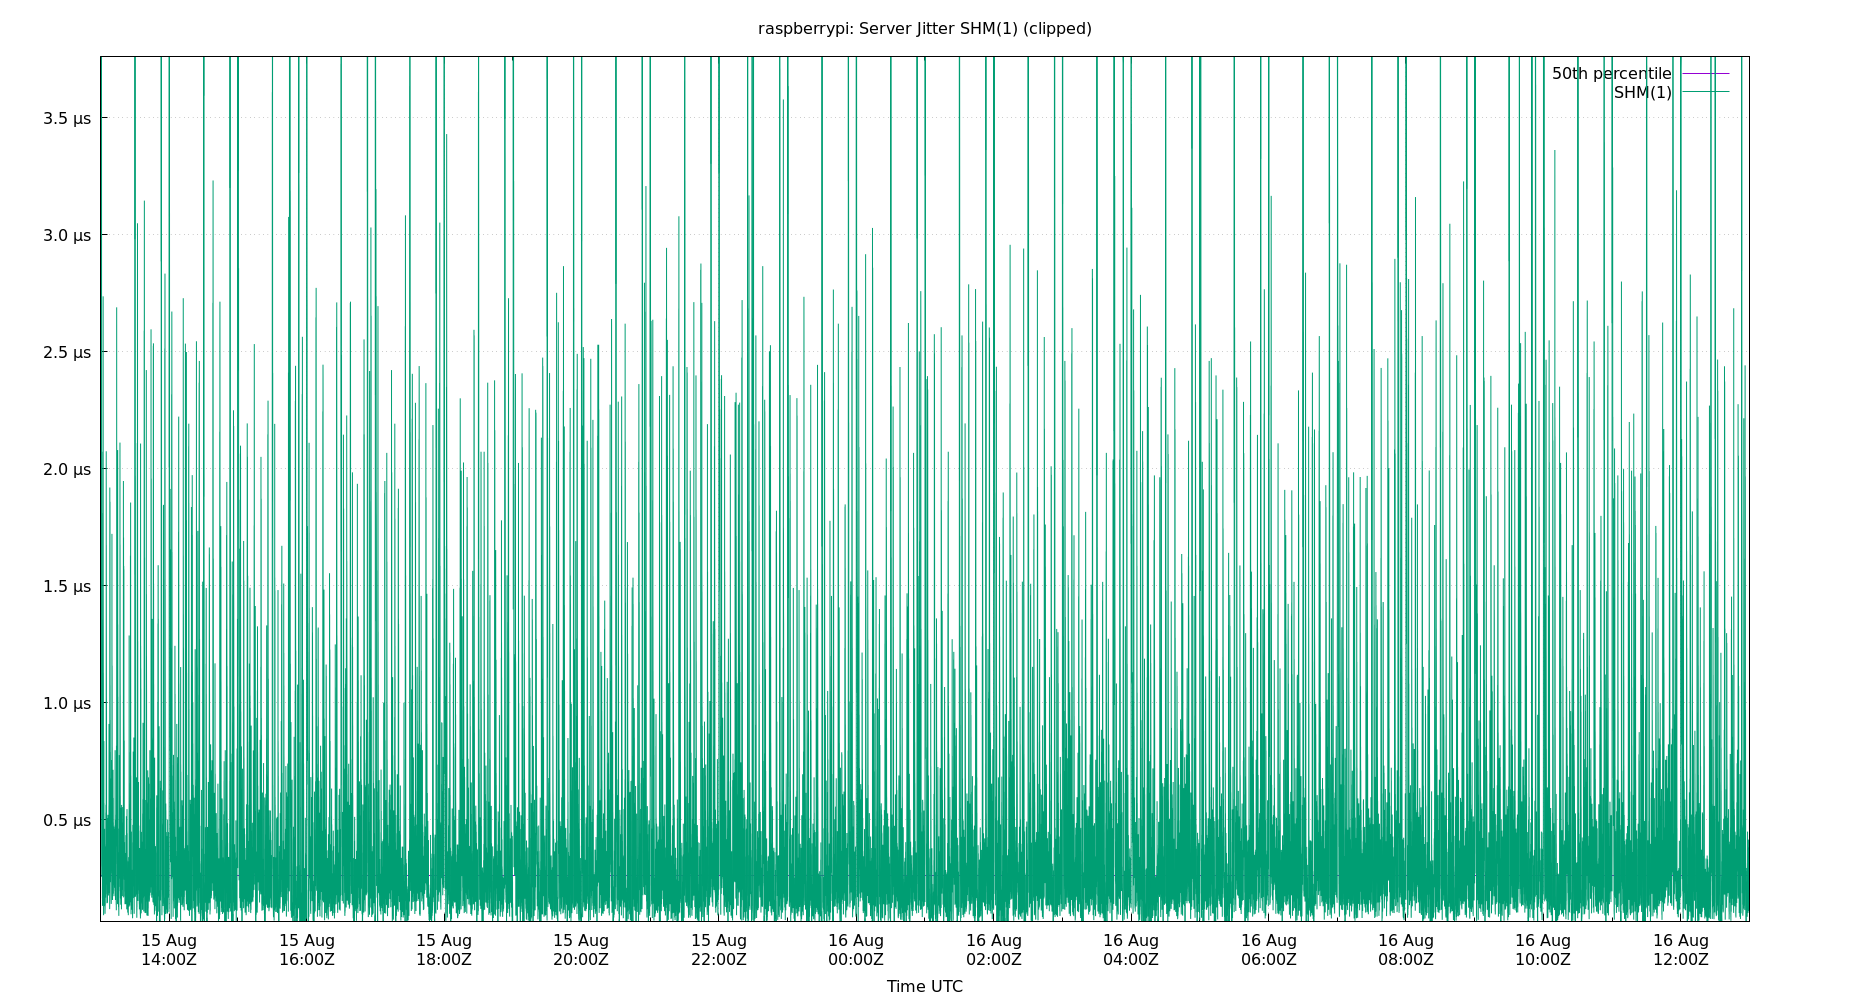 raspberrypi: Server Jitter SHM(1) (clipped)
50th percentile
SHM(1)
3.5 μs
3.0 μs
2.5 μs
2.0 μs
1.5 μs
1.0 μs
0.5 μs
15 Aug 15 Aug 15 Aug 15 Aug 15 Aug 16 Aug 16 Aug 16 Aug 16 Aug 16 Aug 16 Aug 16 Aug
14:00Z 16:00Z 18:00Z 20:00Z 22:00Z 00:00Z 02:00Z 04:00Z 06:00Z 08:00Z 10:00Z 12:00Z
Time UTC